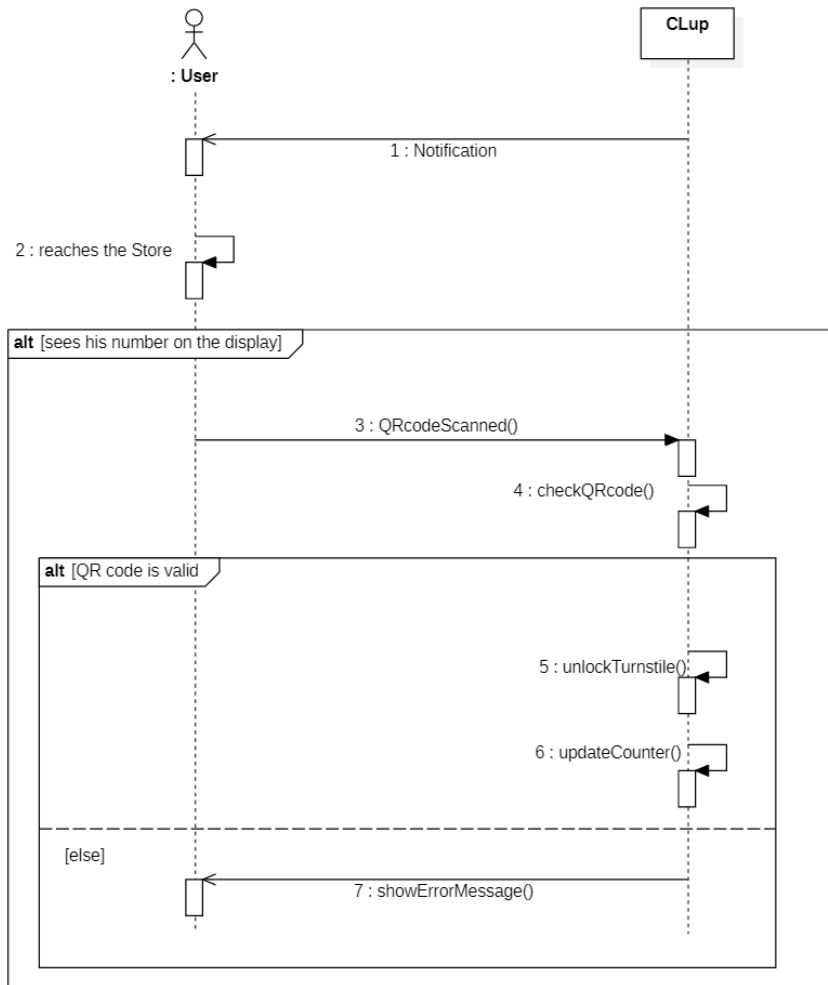 CLup
: User
1 : Notification
2 : reaches the Store
alt [sees his number on the display]
3 : QRcodeScanned()
4 : checkQRcode()
alt [QR code is valid
5 : unlockTurnstile()
6 : updateCounter()
[else]
7 : showErrorMessage()